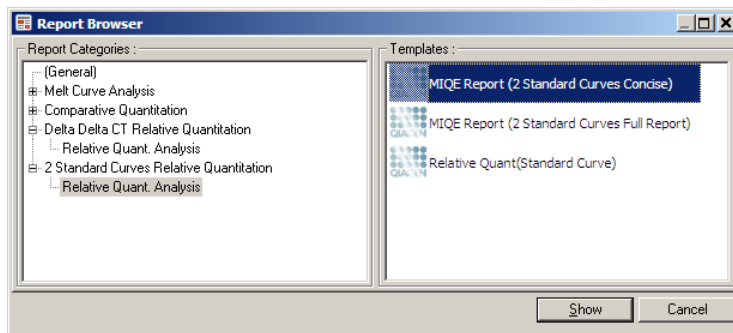 Report Browser
Report Categories :
(General)
Melt Curve Analysis
Comparative Quantitation
Delta Delta CT Relative Quantitation
Relative Quant. Analysis
2 Standard Curves Relative Quantitation
Relative Quant. Analysis
Templates :
MIQE Report (2 Standard Curves Concise)
QIAGEN
MIQE Report (2 Standard Curves Full Report)
QIAGEN
Relative Quant(Standard Curve)
Show
Cancel